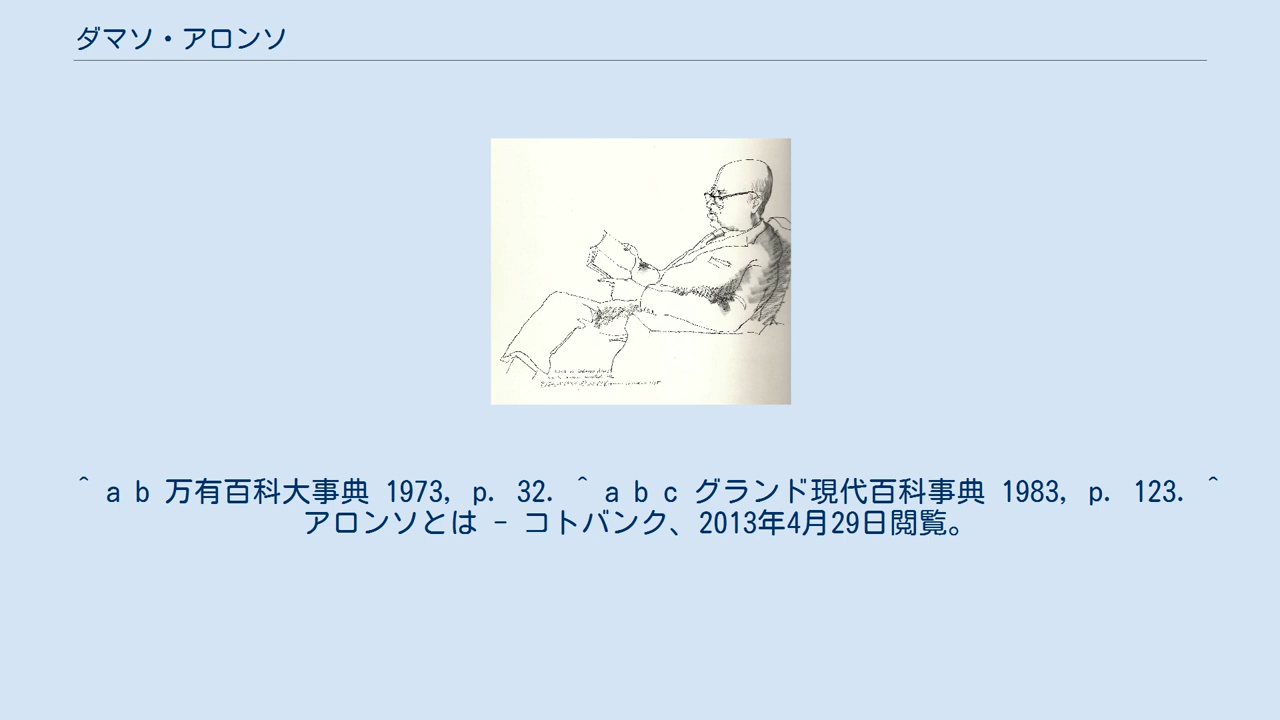 ダマソ・アロンソ
^ a b 万有百科大事典 1973, p. 32. ^ a b c グランド現代百科事典 1983, p. 123. ^
アロンソとは - コトバンク、2013年4月29日閲覧。